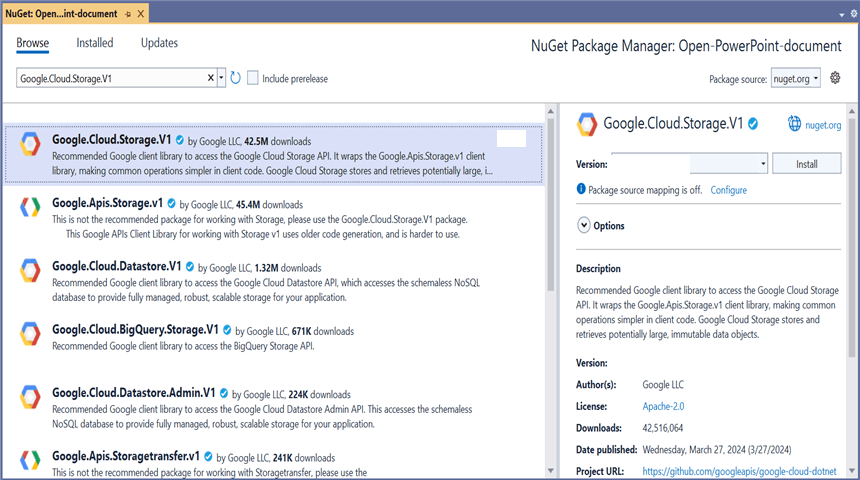 NuGet: Open...int-document
Browse
Installed
Updates
NuGet Package Manager: Open-PowerPoint-document
Google.Cloud.Storage.V1
Include prerelease
Package source: nuget.org
Google.Cloud.Storage.V1 by Google LLC, 42.5M downloads
Recommended Google client library to access the Google Cloud Storage API. It wraps the Google.Apis.Storage.v1 client
library, making common operations simpler in client code. Google Cloud Storage stores and retrieves potentially large, i...
Google.Apis.Storage.v1 by Google LLC, 45.4M downloads
This is not the recommended package for working with Storage, please use the Google.Cloud.Storage.V1 package.
This Google APIs Client Library for working with Storage v1 uses older code generation, and is harder to use.
Google.Cloud.Datastore.V1 by Google LLC, 1.32M downloads
Recommended Google client library to access the Google Cloud Datastore API, which accesses the schemaless NoSQL
database to provide fully managed, robust, scalable storage for your application.
Google.Cloud.BigQuery.Storage.V1 by Google LLC, 671K downloads
Recommended Google client library to access the BigQuery Storage API.
Google.Cloud.Datastore.Admin.V1 by Google LLC, 224K downloads
Recommended Google client library to access the Google Cloud Datastore Admin API. This accesses the schemaless
NoSQL database to provide fully managed, robust, scalable storage for your application.
Google.Apis.Storagetransfer.v1 by Google LLC, 241K downloads
This is not the recommended package for working with Storagetransfer, please use the
Google.Cloud.Storage.V1
nuget.org
Version:
Install
Package source mapping is off. Configure
Options
Description
Recommended Google client library to access the Google Cloud Storage
API. It wraps the Google.Apis.Storage.v1 client library, making common
operations simpler in client code. Google Cloud Storage stores and
retrieves potentially large, immutable data objects.
Version:
Author(s): Google LLC
License: Apache-2.0
Downloads: 42,516,064
Date published: Wednesday, March 27, 2024 (3/27/2024)
Project URL: https://github.com/googleapis/google-cloud-dotnet